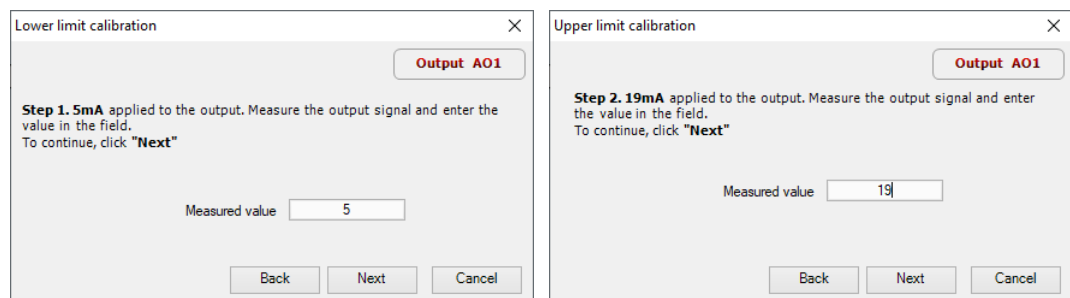 Lower limit calibration
Output AO1
Step 1. 5mA applied to the output. Measure the output signal and enter the
value in the field.
To continue, click "Next"
Measured value 5
Back Next Cancel
Upper limit calibration
Output AO1
Step 2. 19mA applied to the output. Measure the output signal and enter
the value in the field.
To continue, click "Next"
Measured value 19
Back Next Cancel